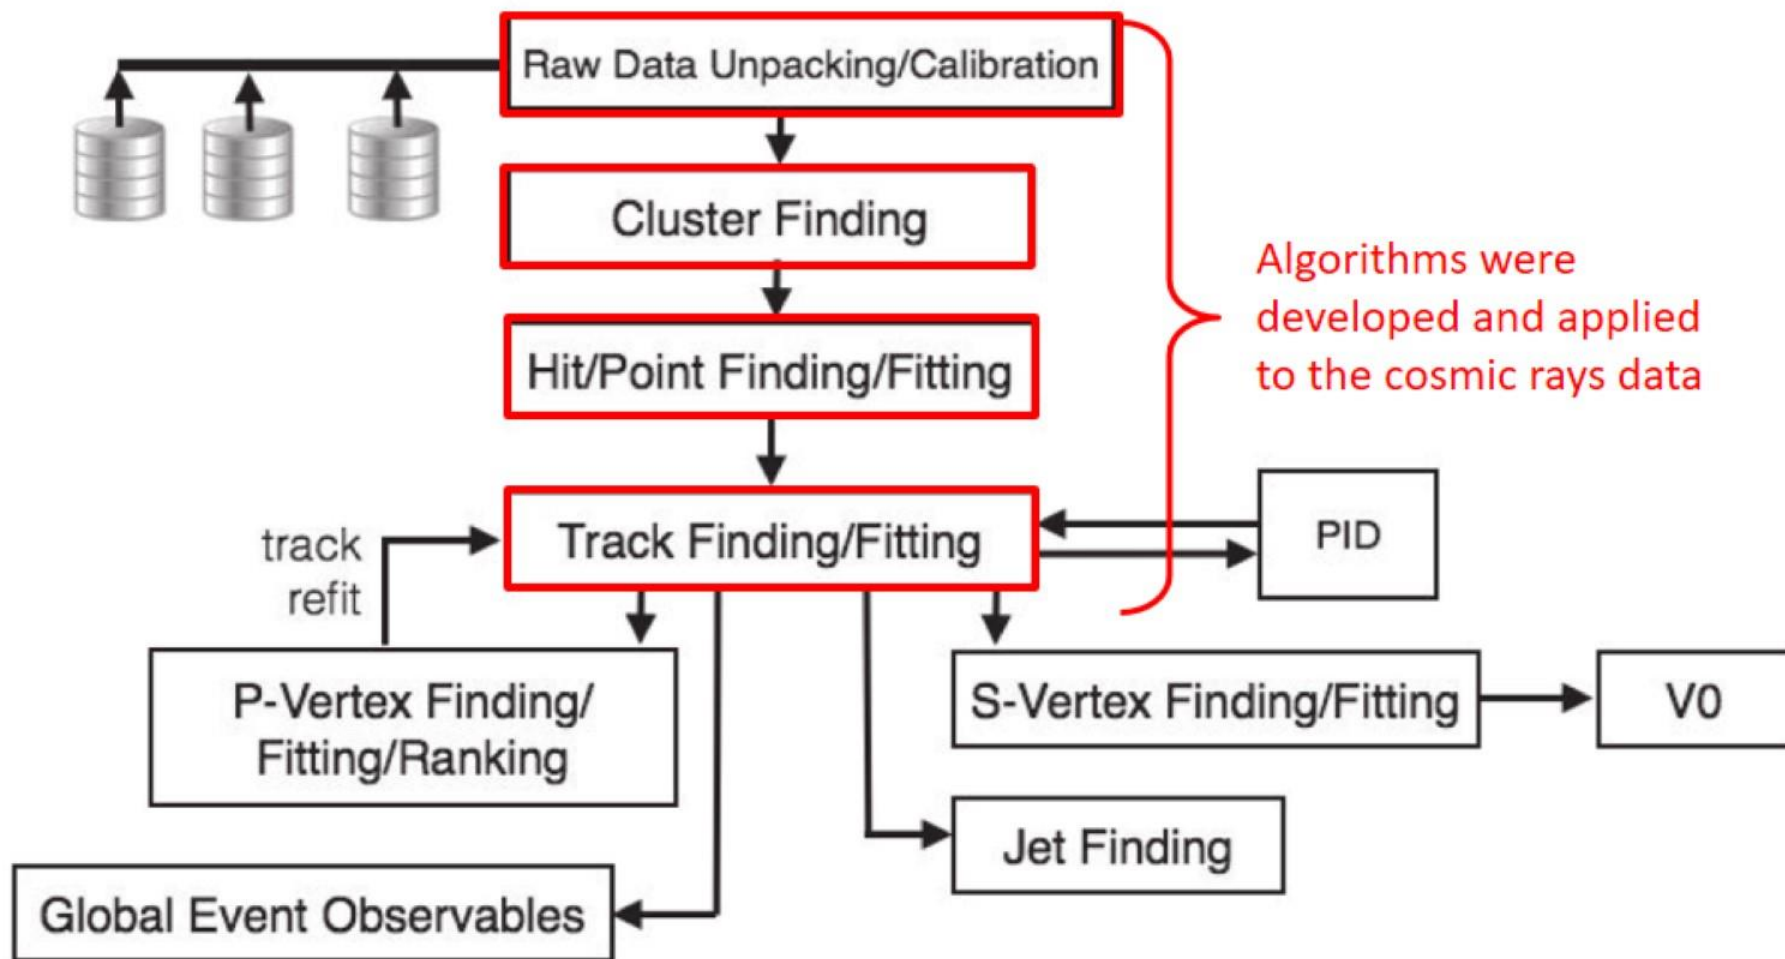 Raw Data Unpacking/Calibration
Cluster Finding
Algorithms were
developed and applied
to the cosmic rays data
Hit/Point Finding/Fitting
track
refit
Track Finding/Fitting
PID
P-Vertex Finding/
Fitting/Ranking
S-Vertex Finding/Fitting
V0
Jet Finding
Global Event Observables